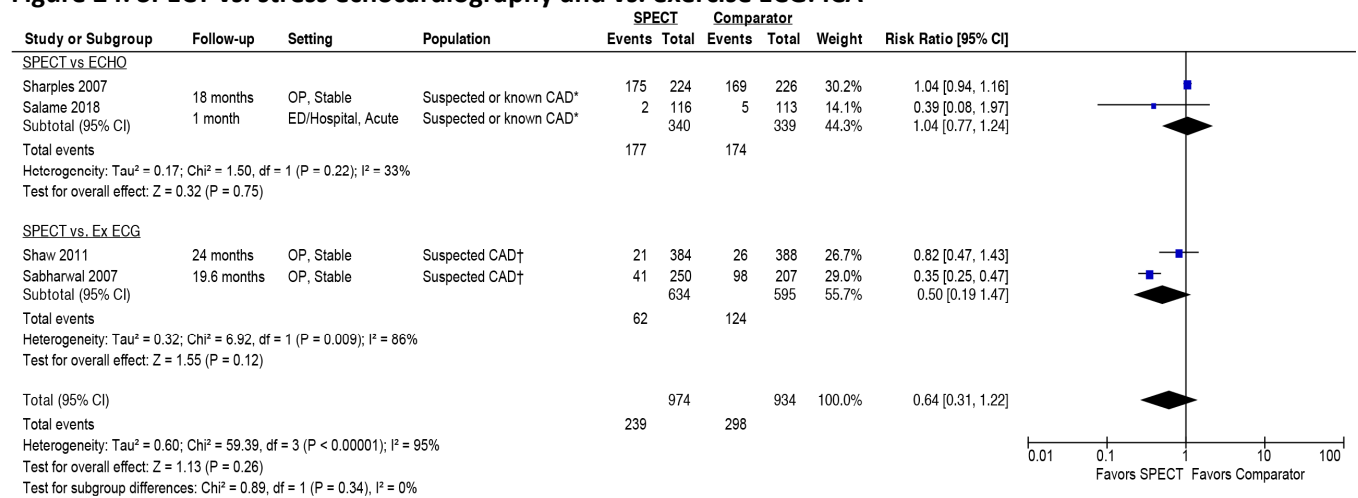 SPECT Comparator
Study or Subgroup Follow-up Setting Population Events Total Events Total Weight Risk Ratio [95% CI]
SPECT vs ECHO
Sharples 2007 18 months OP, Stable Suspected or known CAD* 175 224 169 226 30.2% 1.04 [0.94, 1.16]
Salame 2018 1 month ED/Hospital, Acute Suspected or known CAD* 2 116 5 113 14.1% 0.39 [0.08, 1.97]
Subtotal (95% CI) 340 339 44.3% 1.04 [0.77, 1.24]
Total events 177 174
Heterogeneity: Tau² = 0.17; Chi² = 1.50, df = 1 (P = 0.22); I² = 33%
Test for overall effect: Z = 0.32 (P = 0.75)
SPECT vs. Ex ECG
Shaw 2011 24 months OP, Stable Suspected CAD† 21 384 26 388 26.7% 0.82 [0.47, 1.43]
Sabharwal 2007 19.6 months OP, Stable Suspected CAD† 41 250 98 207 29.0% 0.35 [0.25, 0.47]
Subtotal (95% CI) 634 595 55.7% 0.50 [0.19 1.47]
Total events 62 124
Heterogeneity: Tau² = 0.32; Chi² = 6.92, df = 1 (P = 0.009); I² = 86%
Test for overall effect: Z = 1.55 (P = 0.12)
Total (95% CI) 974 934 100.0% 0.64 [0.31, 1.22]
Total events 239 298
Heterogeneity: Tau² = 0.60; Chi² = 59.39, df = 3 (P < 0.00001); I² = 95%
Test for overall effect: Z = 1.13 (P = 0.26)
Test for subgroup differences: Chi² = 0.89, df = 1 (P = 0.34), I² = 0%
0.01 0.1 1 10 100
Favors SPECT Favors Comparator